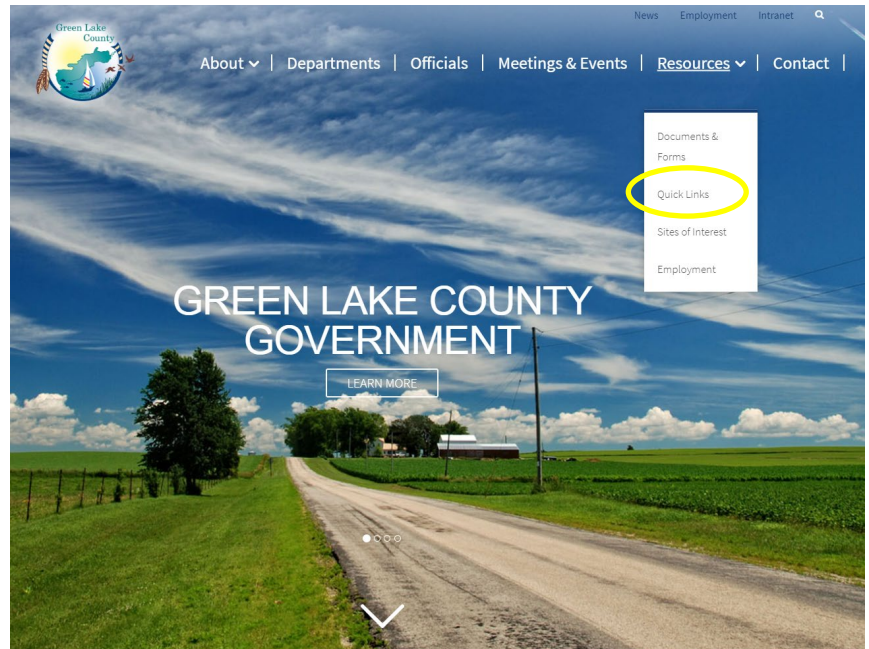 News Employment Intranet
Green Lake
County
About Departments Officials Meetings & Events Resources Contact
Documents &
Forms
Quick Links
Sites of Interest
Employment
GREEN LAKE COUNTY
GOVERNMENT
LEARN MORE